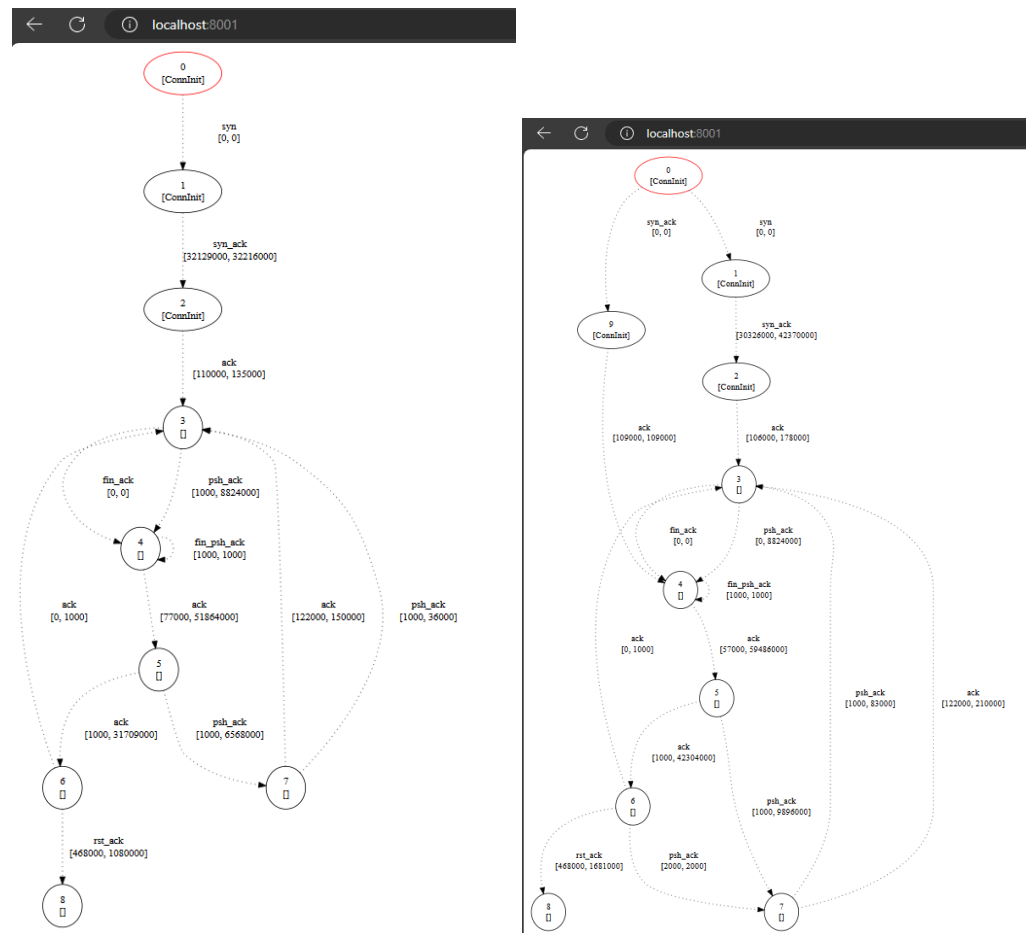 localhost:8001
0
[ConnInit]
syn
[0, 0]
1
[ConnInit]
syn_ack
[32129000, 32216000]
2
[ConnInit]
ack
[110000, 135000]
3
[]
fin_ack
[0, 0]
psh_ack
[1000, 8824000]
4
[]
fin_psh_ack
[1000, 1000]
ack
[0, 1000]
ack
[77000, 51864000]
ack
[122000, 150000]
psh_ack
[1000, 36000]
5
[]
ack
[1000, 31709000]
psh_ack
[1000, 6568000]
6
[]
7
[]
rst_ack
[468000, 1080000]
8
[]
localhost:8001
0
[ConnInit]
syn_ack
[0, 0]
syn
[0, 0]
1
[ConnInit]
9
[ConnInit]
syn_ack
[30326000, 42370000]
2
[ConnInit]
ack
[109000, 109000]
ack
[106000, 178000]
3
[]
fin_ack
[0, 0]
psh_ack
[0, 8824000]
4
[]
fin_psh_ack
[1000, 1000]
ack
[0, 1000]
ack
[57000, 59486000]
5
[]
psh_ack
[1000, 83000]
ack
[122000, 210000]
ack
[1000, 42304000]
6
[]
psh_ack
[1000, 9896000]
rst_ack
[468000, 1681000]
psh_ack
[2000, 2000]
8
[]
7
[]